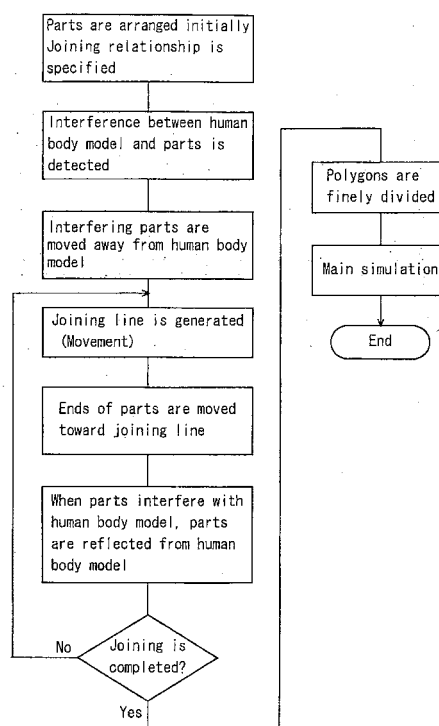 Parts are arranged initially
Joining relationship is
specified
Interference between human
body model and parts is
detected
Interfering parts are
moved away from human body
model
Joining line is generated
(Movement)
Ends of parts are moved
toward joining line
When parts interfere with
human body model, parts
are reflected from human
body model
No
Joining is
completed?
Yes
Polygons are
finely divided
Main simulation
End